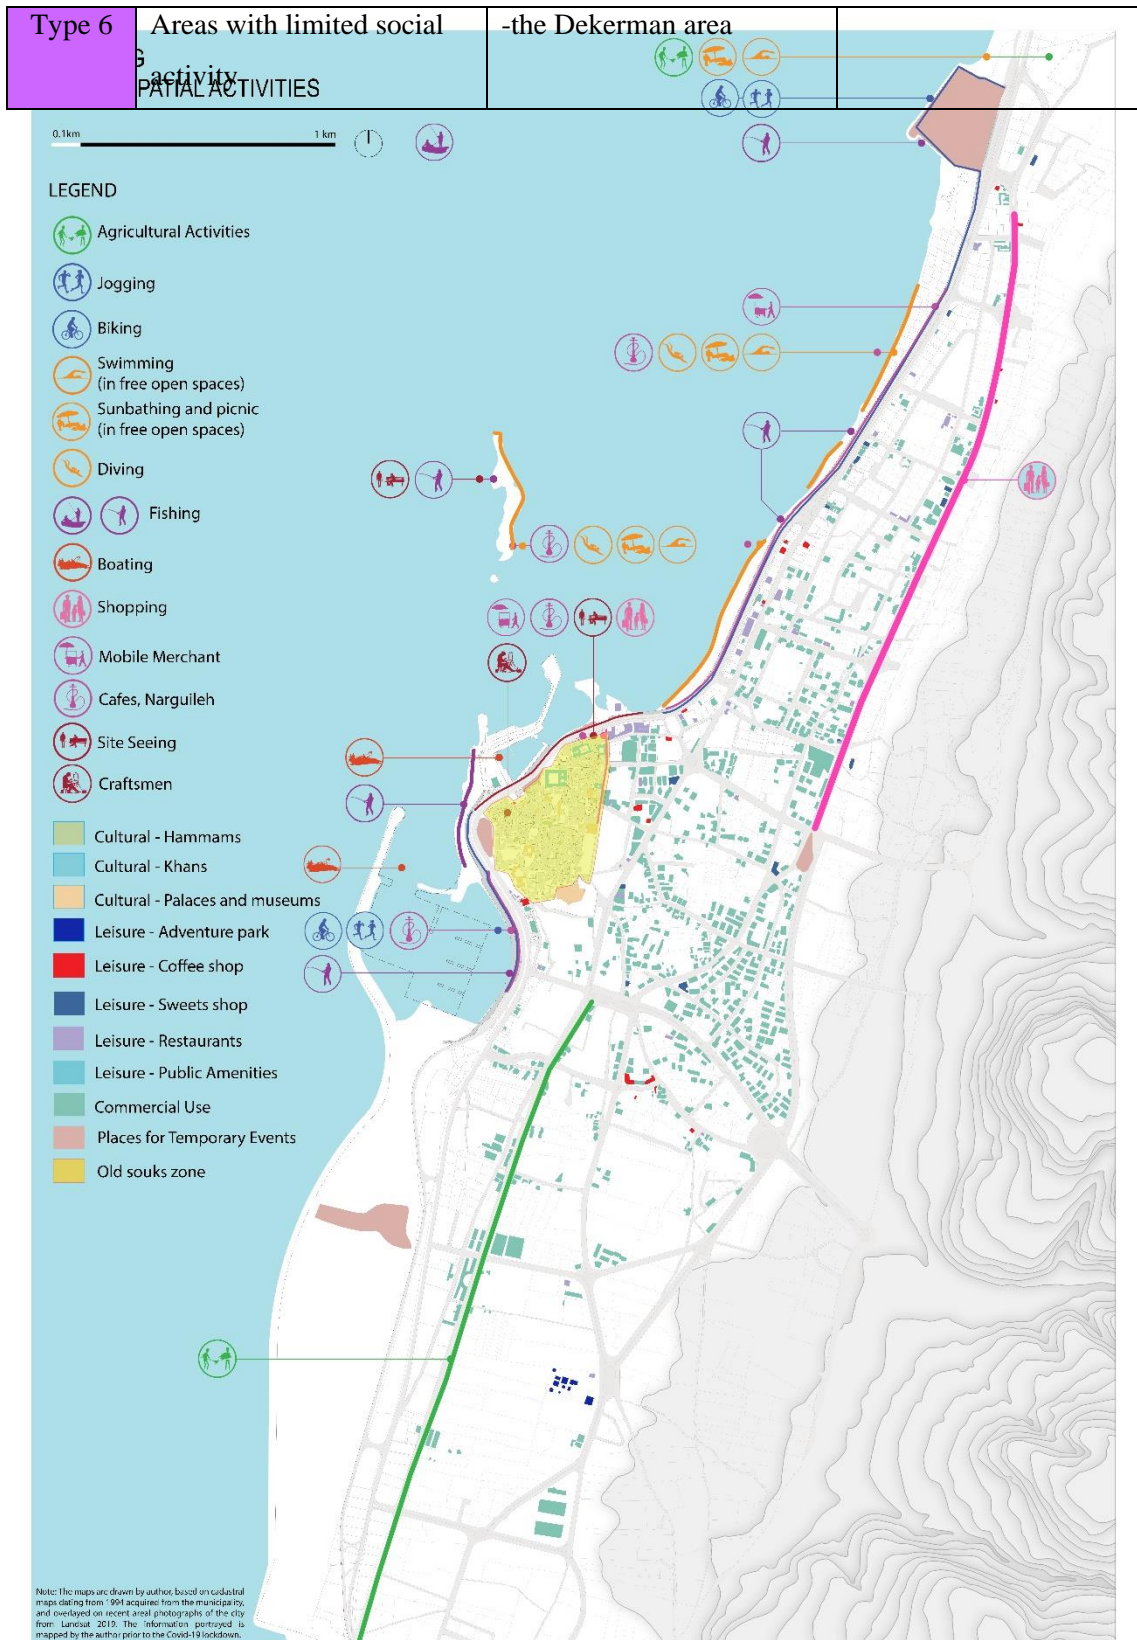 Type 6 Areas with limited social -the Dekerman area
activity
PATIAL ACTIVITIES
0.1km 1 km
LEGEND
Agricultural Activities
Jogging
Biking
Swimming
(in free open spaces)
Sunbathing and picnic
(in free open spaces)
Diving
Fishing
Boating
Shopping
Mobile Merchant
Cafes, Narguileh
Site Seeing
Craftsmen
Cultural - Hammams
Cultural - Khans
Cultural - Palaces and museums
Leisure - Adventure park
Leisure - Coffee shop
Leisure - Sweets shop
Leisure - Restaurants
Leisure - Public Amenities
Commercial Use
Places for Temporary Events
Old souks zone
Note: The maps are drawn by author, based on cadastral
maps dating from 1994 acquired from the municipality,
and overlayed on recent areal photographs of the city
from Landsat 2019. The information portrayed is
mapped by the author prior to the Covid-19 lockdown.